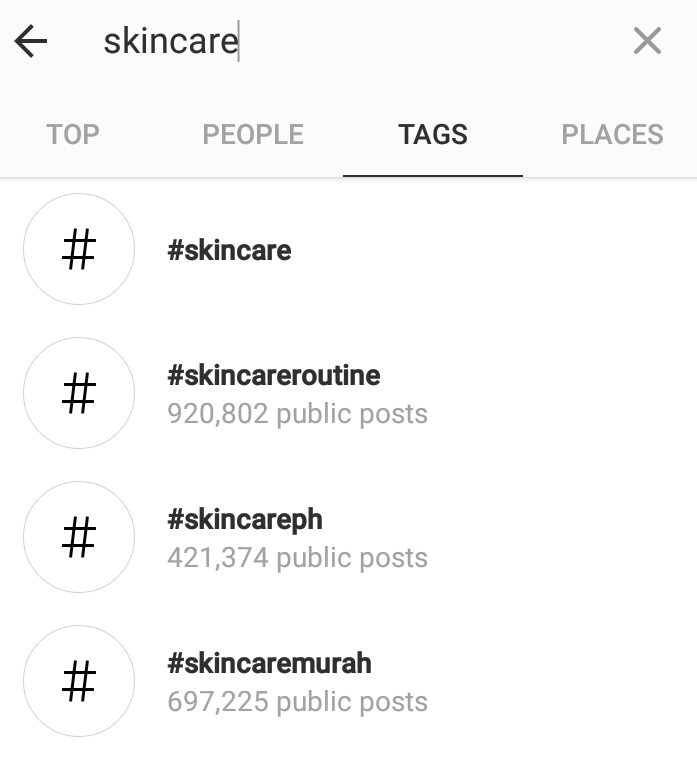 skincare
TOP PEOPLE TAGS PLACES
# #skincare
#skincareroutine
# 920,802 public posts
#skincareph
# 421,374 public posts
#skincaremurah
# 697,225 public posts